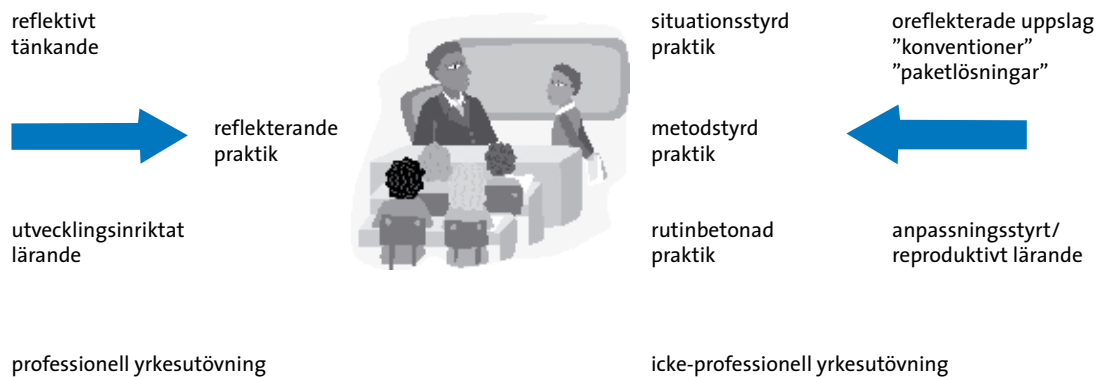 reflektivt
tänkande
situationsstyrd
praktik
oreflekterade uppslag
”konventioner”
”paketlösningar”
reflekterande
praktik
metodstyrd
praktik
utvecklingsinriktat
lärande
rutinbetonad
praktik
anpassningsstyrt/
reproduktivt lärande
professionell yrkesutövning
icke-professionell yrkesutövning